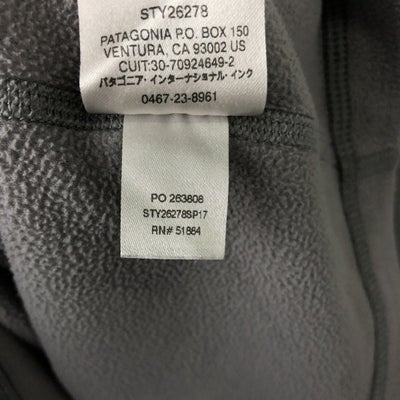 STY26278
PATAGONIA P.O. BOX 150
VENTURA, CA 93002 US
CUIT:30-70924649-2
パタゴニア・インターナショナル・インク
0467-23-8961
PO 263808
STY26278SP17
RN# 51884